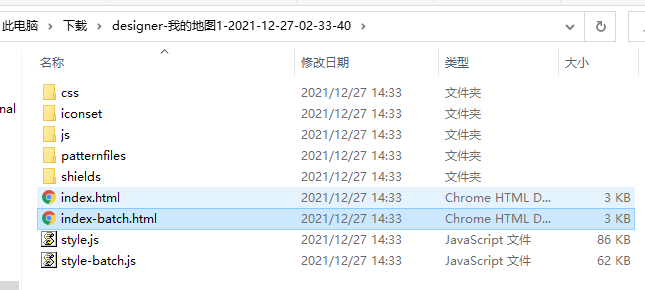 此电脑 > 下载 > designer-我的地图1-2021-12-27-02-33-40 >
名称 修改日期 类型 大小
css 2021/12/27 14:33 文件夹
iconset 2021/12/27 14:33 文件夹
nal
js 2021/12/27 14:33 文件夹
patternfiles 2021/12/27 14:33 文件夹
shields 2021/12/27 14:33 文件夹
index.html 2021/12/27 14:33 Chrome HTML D... 3 KB
index-batch.html 2021/12/27 14:33 Chrome HTML D... 3 KB
style.js 2021/12/27 14:33 JavaScript 文件 86 KB
style-batch.js 2021/12/27 14:33 JavaScript 文件 62 KB